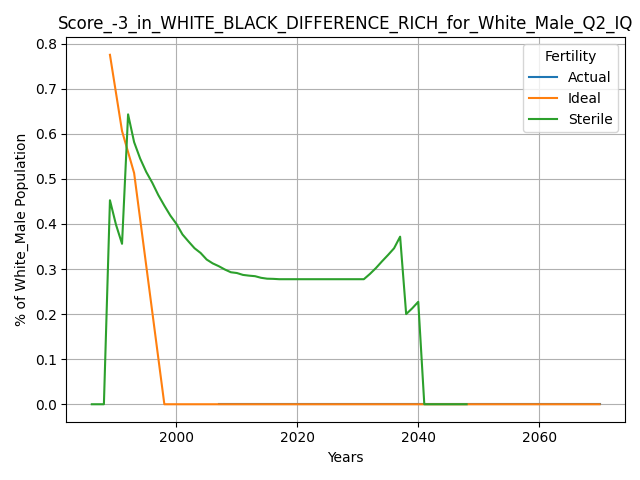 Score_-3_in_WHITE_BLACK_DIFFERENCE_RICH_for_White_Male_Q2_IQ
Fertility
Actual
Ideal
Sterile
% of White_Male Population
0.8
0.7
0.6
0.5
0.4
0.3
0.2
0.1
0.0
2000 2020 2040 2060
Years